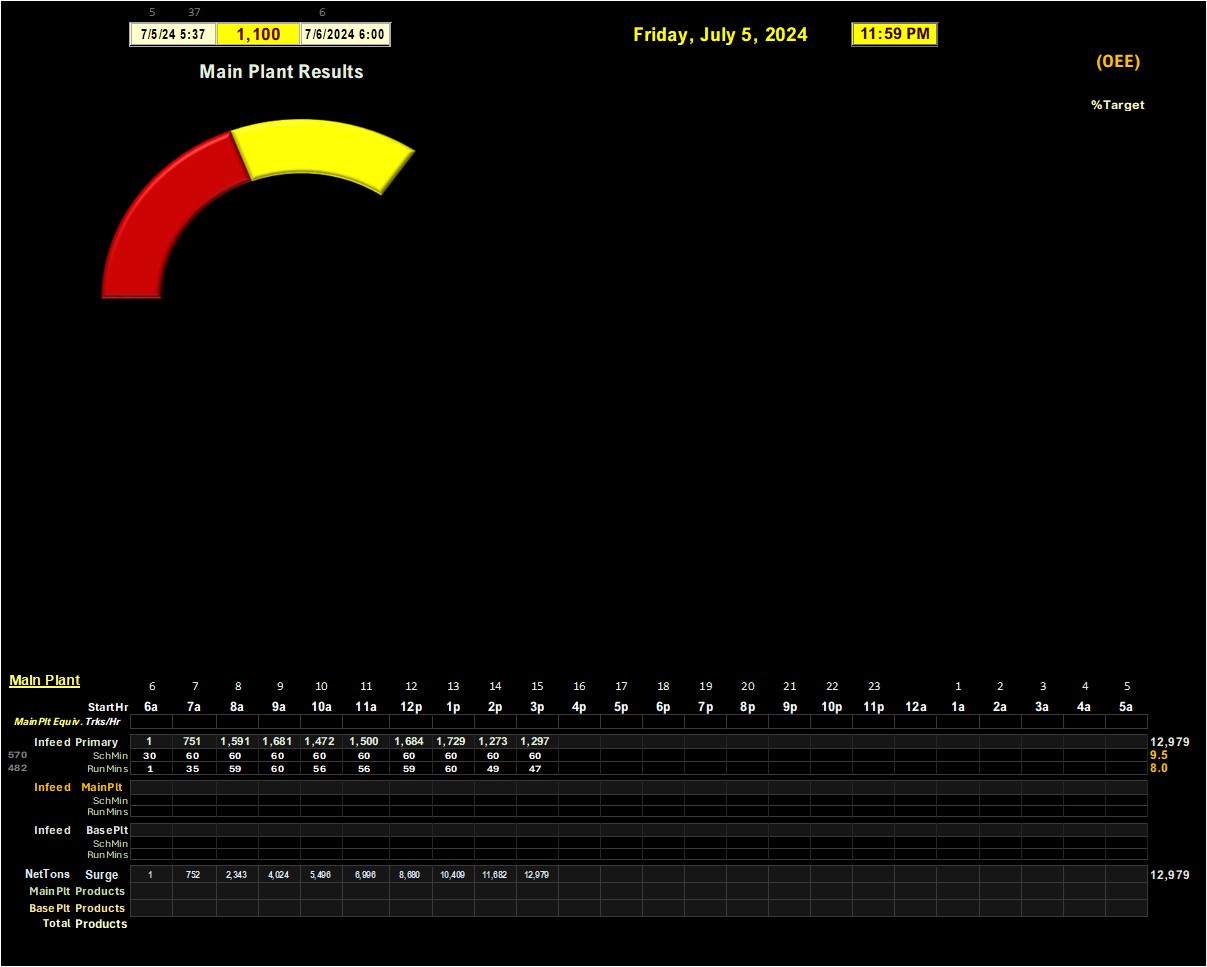 5 37 6
7/5/24 5:37 1,100 7/6/2024 6:00 Friday, July 5, 2024 11:59 PM
(OEE)
Main Plant Results
%Target
Main Plant
6 7 8 9 10 11 12 13 14 15 16 17 18 19 20 21 22 23 1 2 3 4 5
StartHr 6a 7a 8a 9a 10a 11a 12p 1p 2p 3p 4p 5p 6p 7p 8p 9p 10p 11p 12a 1a 2a 3a 4a 5a
MainPlt Equiv. Trks/Hr
Infeed Primary 1 751 1,591 1,681 1,472 1,500 1,684 1,729 1,273 1,297 12,979
570 SchMin 30 60 60 60 60 60 60 60 60 60 9.5
482 RunMins 1 35 59 60 56 56 59 60 49 47 8.0
Infeed MainPlt
SchMin
RunMins
Infeed BasePlt
SchMin
RunMins
NetTons Surge 1 752 2,343 4,024 5,496 6,996 8,680 10,409 11,682 12,979 12,979
MainPlt Products
BasePlt Products
Total Products